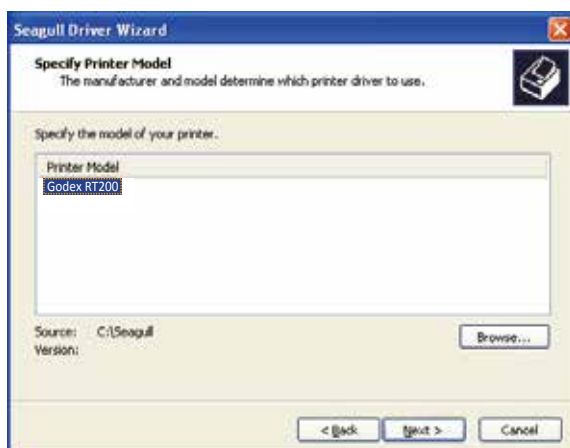 Seagull Driver Wizard
Specify Printer Model
The manufacturer and model determine which printer driver to use.
Specify the model of your printer.
Printer Model
Godex RT200
Source: C:\Seagull
Browse...
Version:
< Back Next > Cancel